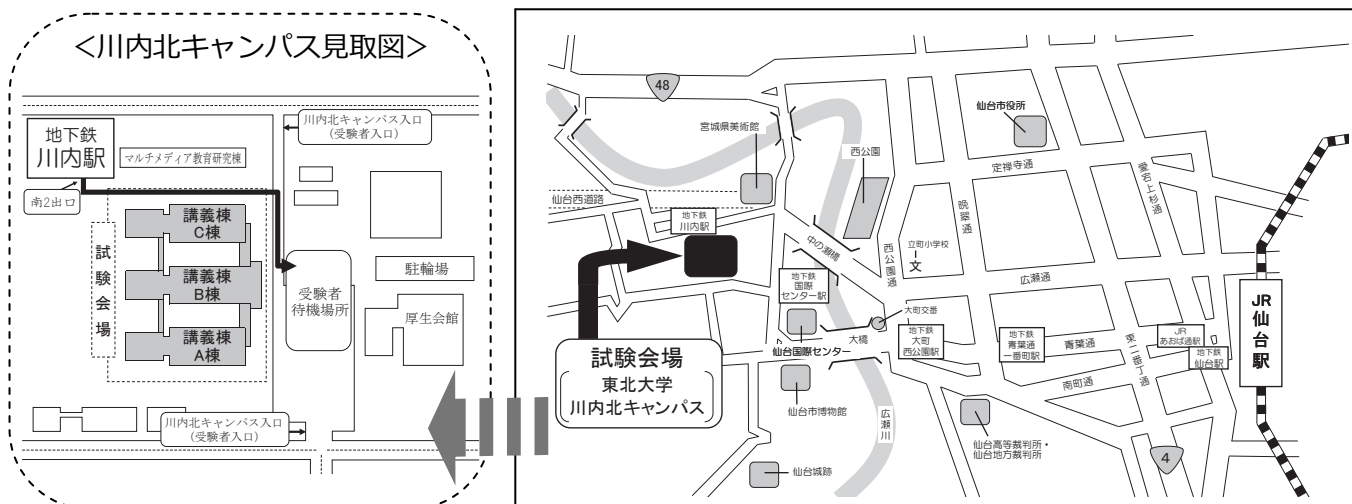 ＜川内北キャンパス見取図＞
川内北キャンパス入口
(受験者入口)
地下鉄
川内駅
マルチメディア教育研究棟
南2出口
試験会場
講義棟
C棟
講義棟
B棟
講義棟
A棟
受験者
待機場所
駐輪場
厚生会館
川内北キャンパス入口
(受験者入口)
48
宮城県美術館
西公園
仙台市役所
定禅寺通
愛宕上杉通
晩翠通
仙台西道路
地下鉄
川内駅
中の瀬橋
西公園通
立町小学校
文
広瀬通
地下鉄
国際
センター駅
大町交番
大橋
地下鉄
大町
西公園駅
地下鉄
青葉通
一番町駅
青葉通
東二番丁通
JR
あおば通駅
地下鉄
仙台駅
JR仙台駅
仙台国際センター
試験会場
東北大学
川内北キャンパス
南町通
仙台市博物館
広瀬川
仙台高等裁判所・
仙台地方裁判所
仙台城跡
4